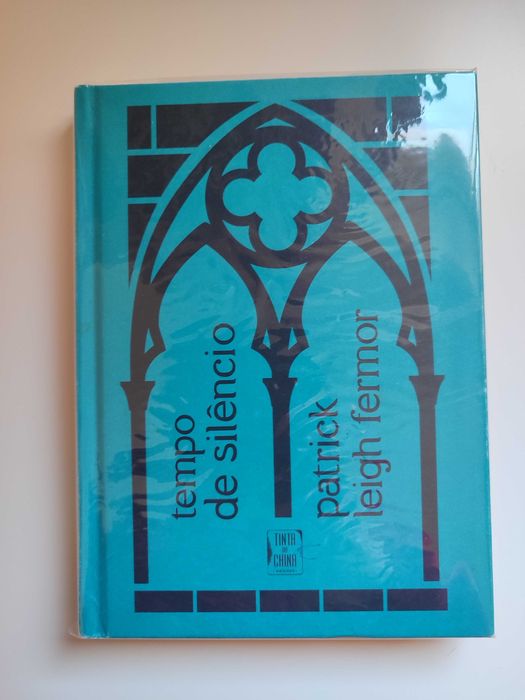 tempo
de silêncio
patrick
leigh fermor
TINTA
DA
CHINA